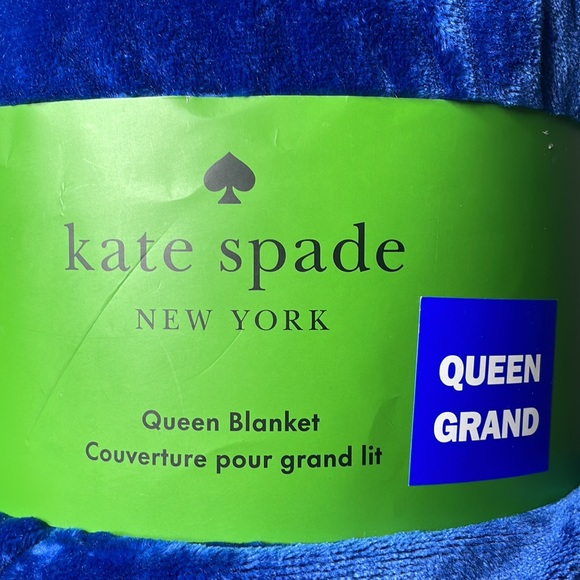 kate spade
NEW YORK
Queen Blanket
Couverture pour grand lit
QUEEN
GRAND